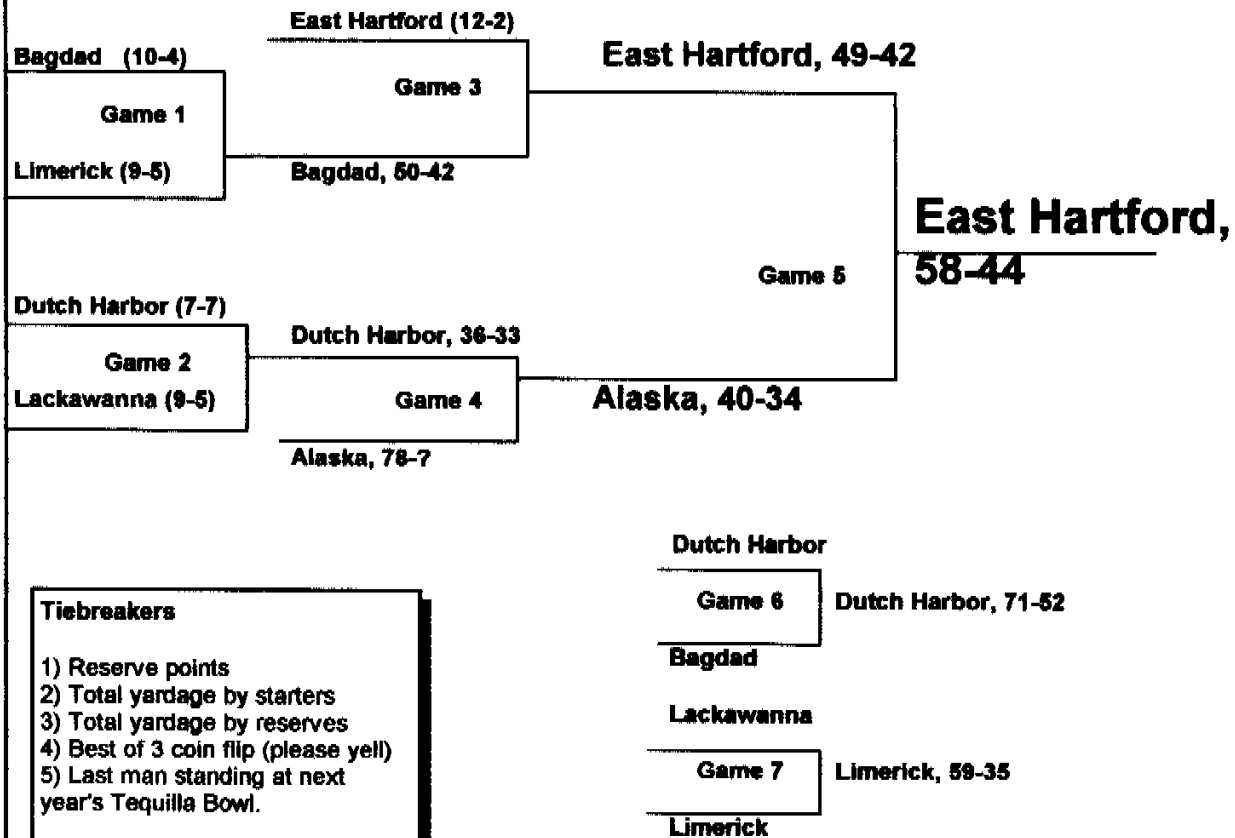 East Hartford (12-2)
Bagdad (10-4)
East Hartford, 49-42
Game 3
Game 1
Limerick (9-5)
Bagdad, 50-42
East Hartford,
58-44
Game 5
Dutch Harbor (7-7)
Dutch Harbor, 36-33
Game 2
Lackawanna (9-5)
Game 4
Alaska, 40-34
Alaska, 78-?
Dutch Harbor
Game 6
Dutch Harbor, 71-52
Bagdad
Lackawanna
Game 7
Limerick, 59-35
Limerick
Tiebreakers
1) Reserve points
2) Total yardage by starters
3) Total yardage by reserves
4) Best of 3 coin flip (please yell)
5) Last man standing at next
year's Tequilla Bowl.